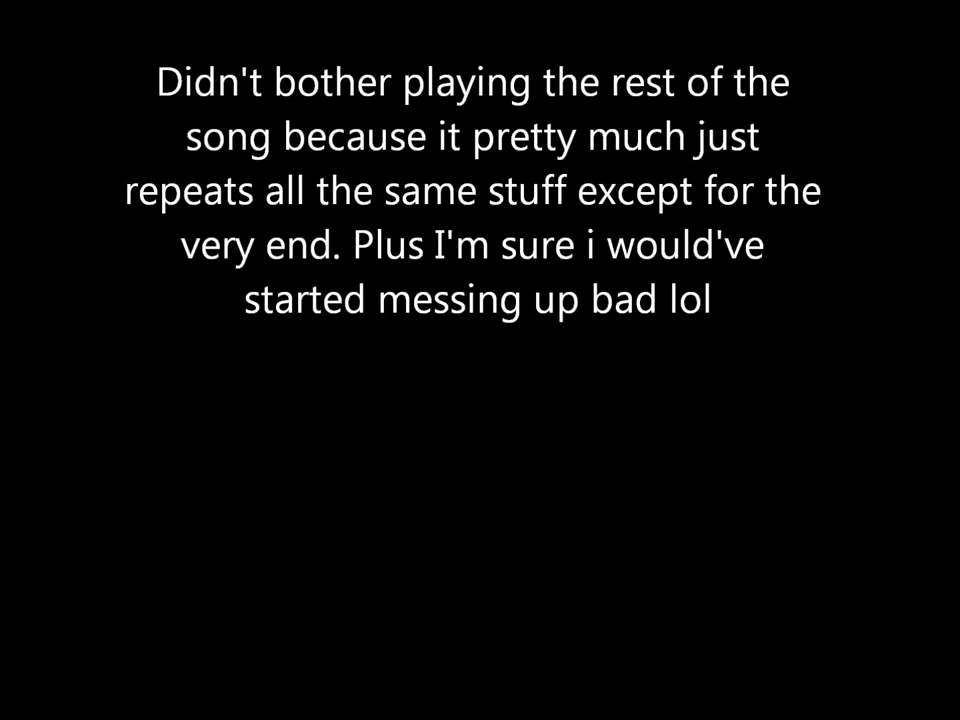 Didn't bother playing the rest of the
song because it pretty much just
repeats all the same stuff except for the
very end. Plus I'm sure i would've
started messing up bad lol